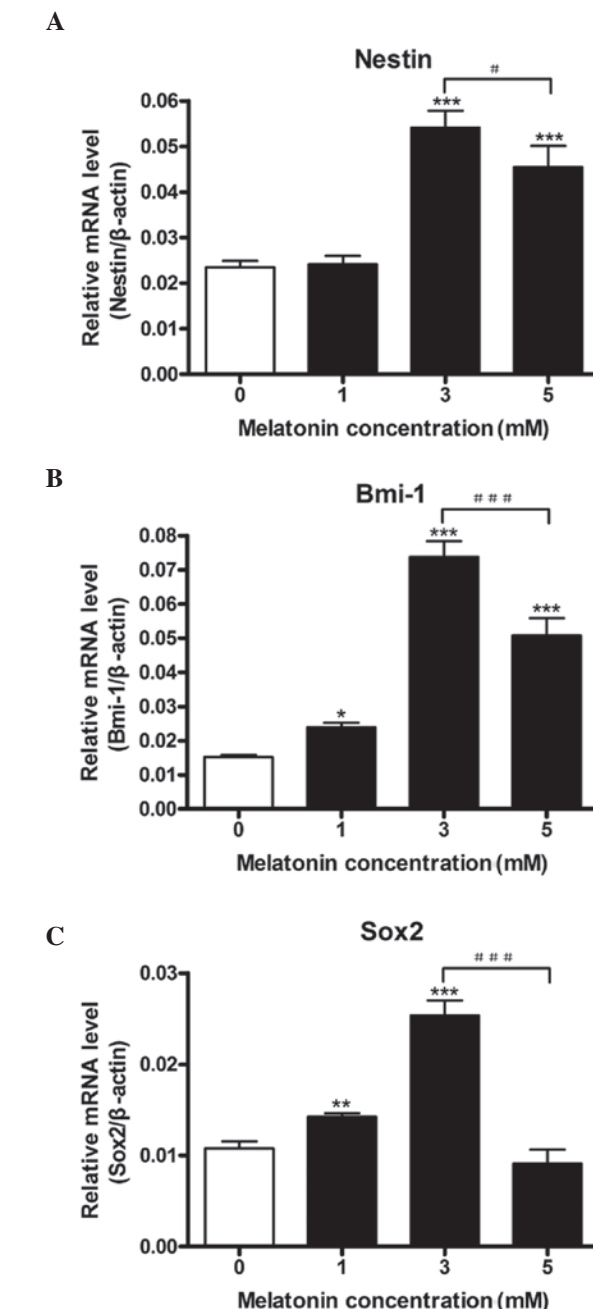 A
Nestin
#
***
***
0.06
0.05
0.04
0.03
0.02
0.01
0.00
Relative mRNA level
(Nestin/β-actin)
0 1 3 5
Melatonin concentration (mM)
B
Bmi-1
# # #
***
***
*
0.08
0.07
0.06
0.05
0.04
0.03
0.02
0.01
0.00
Relative mRNA level
(Bmi-1/β-actin)
0 1 3 5
Melatonin concentration (mM)
C
Sox2
# # #
***
**
0.03
0.02
0.01
0.00
Relative mRNA level
(Sox2/β-actin)
0 1 3 5
Melatonin concentration (mM)